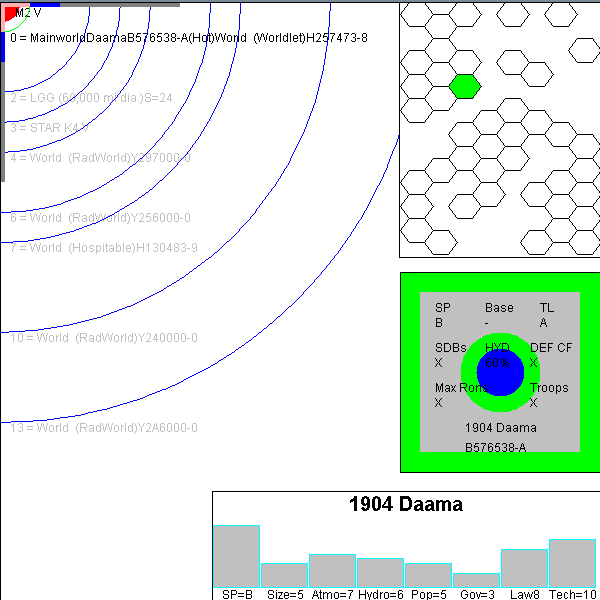 M2 V
0 = MainworldDaamaB576538-A(Hot)World  (Worldlet)H257473-8
2 = LGG (60,000 mi dia.)S=24
3 = STAR K4 V
4 = World  (RadWorld)Y297000-0
6 = World  (RadWorld)Y256000-0
7 = World  (Hospitable)H130483-9
10 = World  (RadWorld)Y240000-0
13 = World  (RadWorld)Y2A6000-0
SP Base TL
B - A
SDBs HYD DEF CF
X 60% X
Max Ron Troops
X X
1904 Daama
B576538-A
1904 Daama
SP=B Size=5 Atmo=7 Hydro=6 Pop=5 Gov=3 Law8 Tech=10